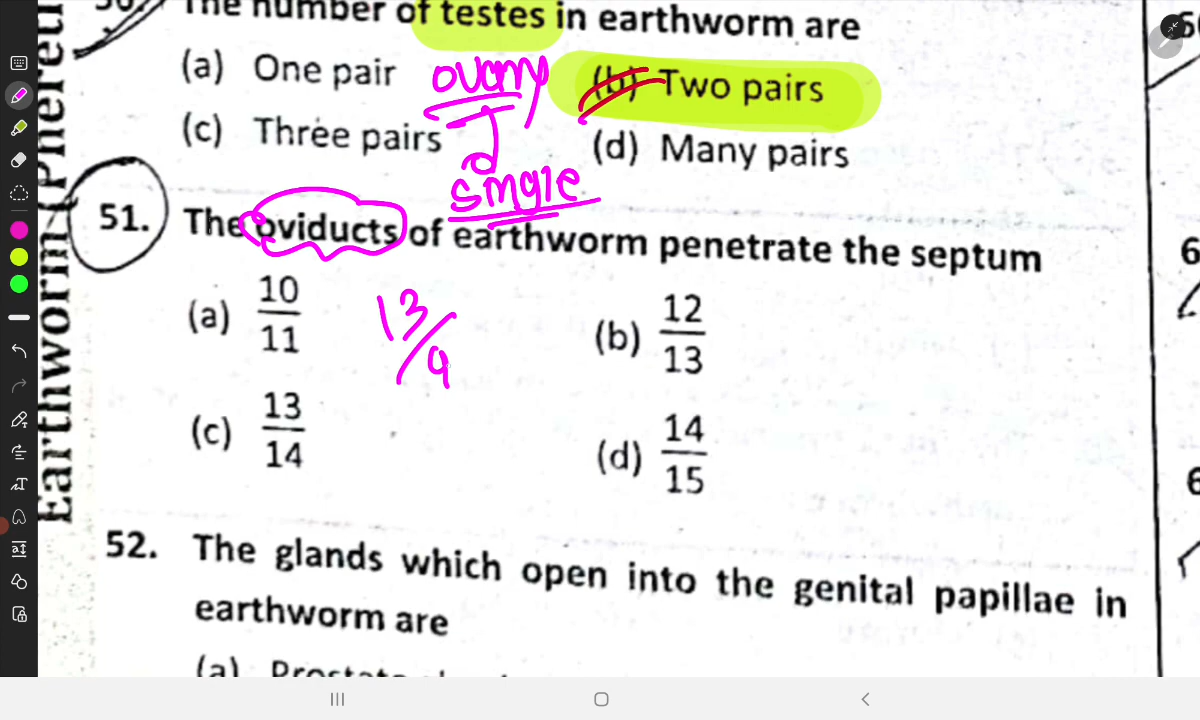 The number of testes in earthworm are
(a) One pair
ovary
(b) Two pairs
(c) Three pairs
(d) Many pairs
single
51. The oviducts of earthworm penetrate the septum
(a) 10/11
13/
(b) 12/13
(c) 13/14
(d) 14/15
52. The glands which open into the genital papillae in
earthworm are
(a)
Earthworm